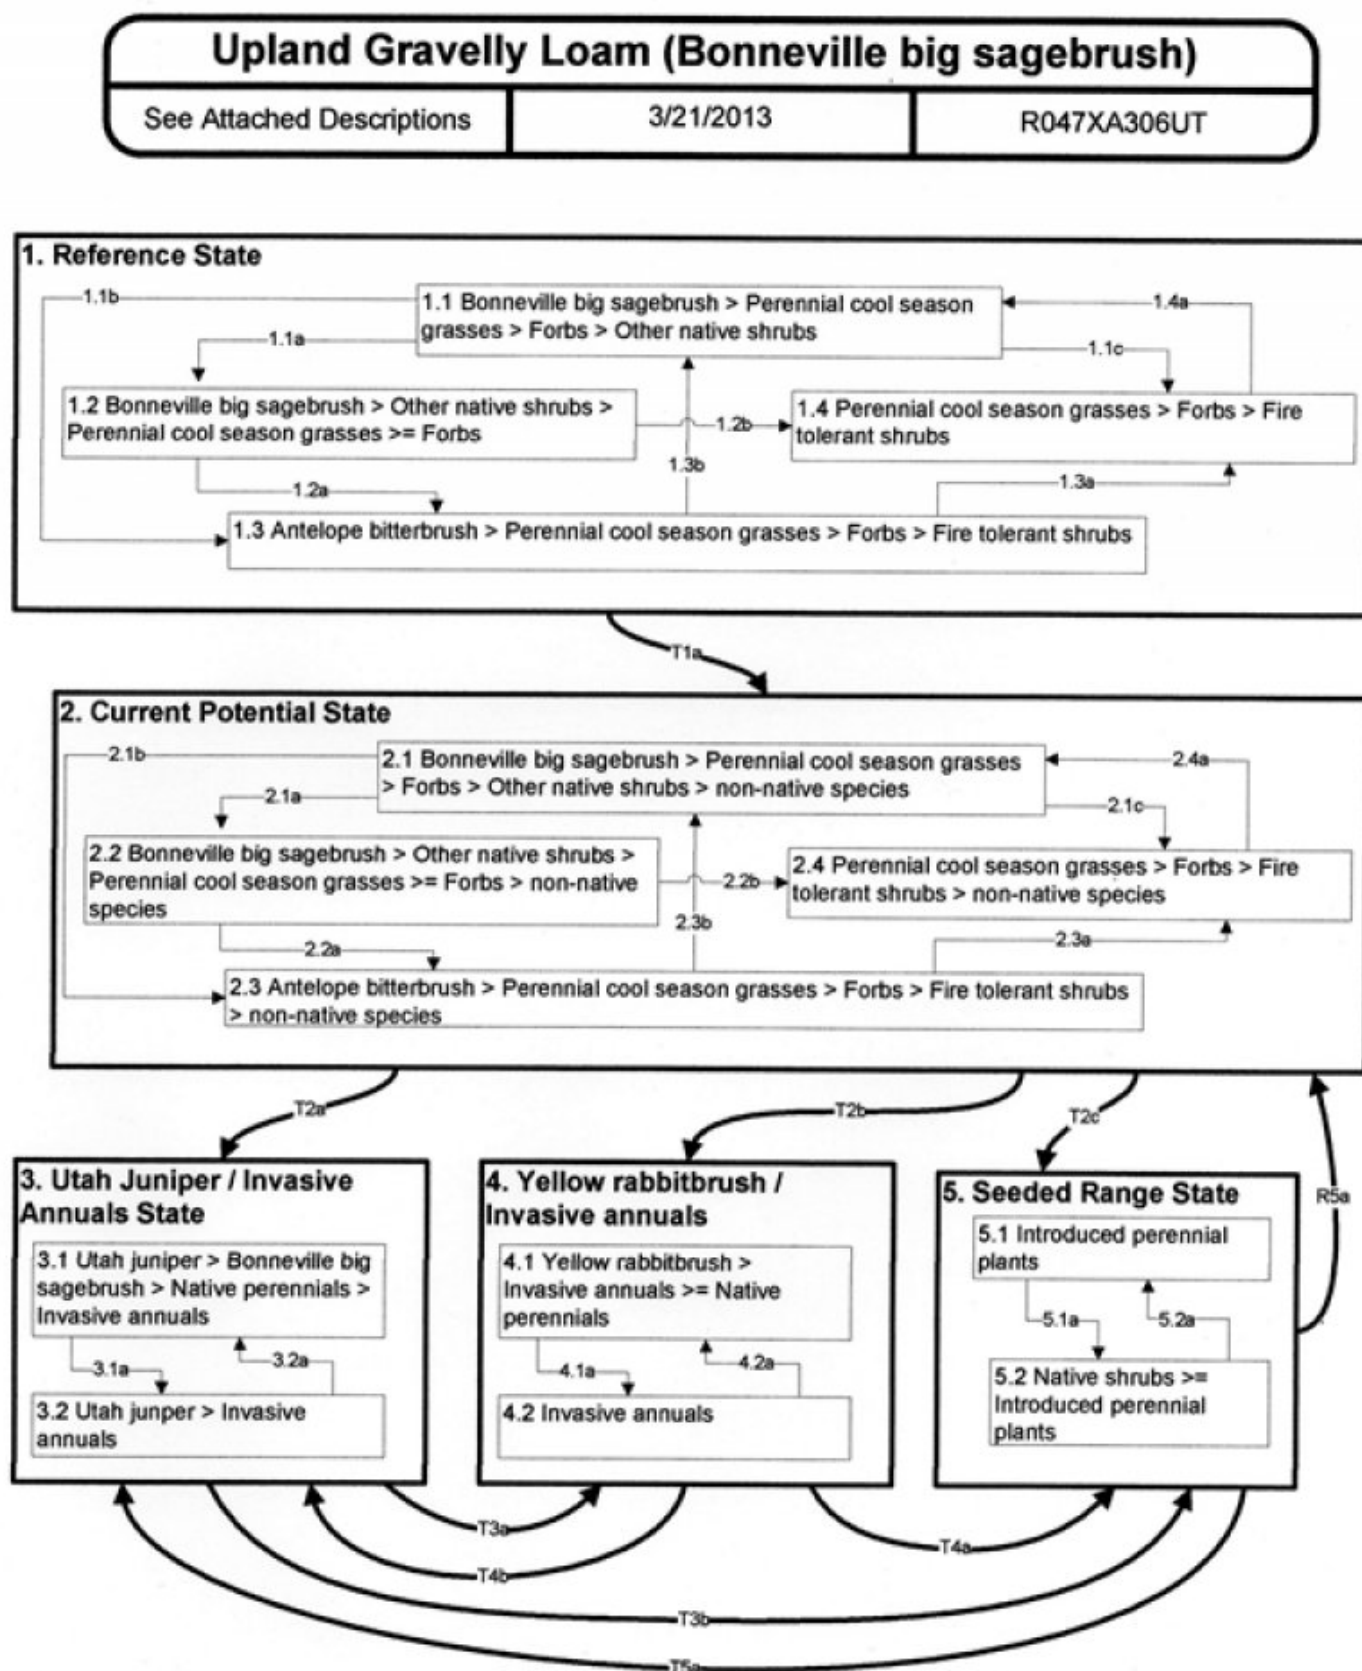 Upland Gravelly Loam (Bonneville big sagebrush)
See Attached Descriptions
3/21/2013
R047XA306UT
1. Reference State
1.1b
1.1 Bonneville big sagebrush > Perennial cool season
grasses > Forbs > Other native shrubs
1.4a
1.1a
1.1c
1.2 Bonneville big sagebrush > Other native shrubs >
Perennial cool season grasses >= Forbs
1.2b
1.4 Perennial cool season grasses > Forbs > Fire
tolerant shrubs
1.3b
1.2a
1.3a
1.3 Antelope bitterbrush > Perennial cool season grasses > Forbs > Fire tolerant shrubs
T1a
2. Current Potential State
2.1b
2.1 Bonneville big sagebrush > Perennial cool season grasses
> Forbs > Other native shrubs > non-native species
2.4a
2.1a
2.1c
2.2 Bonneville big sagebrush > Other native shrubs >
Perennial cool season grasses >= Forbs > non-native
species
2.2b
2.4 Perennial cool season grasses > Forbs > Fire
tolerant shrubs > non-native species
2.3b
2.2a
2.3a
2.3 Antelope bitterbrush > Perennial cool season grasses > Forbs > Fire tolerant shrubs
> non-native species
T2a
T2b
T2c
R5a
3. Utah Juniper / Invasive
Annuals State
3.1 Utah juniper > Bonneville big
sagebrush > Native perennials >
Invasive annuals
3.1a
3.2a
3.2 Utah junper > Invasive
annuals
4. Yellow rabbitbrush /
Invasive annuals
4.1 Yellow rabbitbrush >
Invasive annuals >= Native
perennials
4.1a
4.2a
4.2 Invasive annuals
5. Seeded Range State
5.1 Introduced perennial
plants
5.1a
5.2a
5.2 Native shrubs >=
Introduced perennial
plants
T3a
T4a
T4b
T3b
T5a